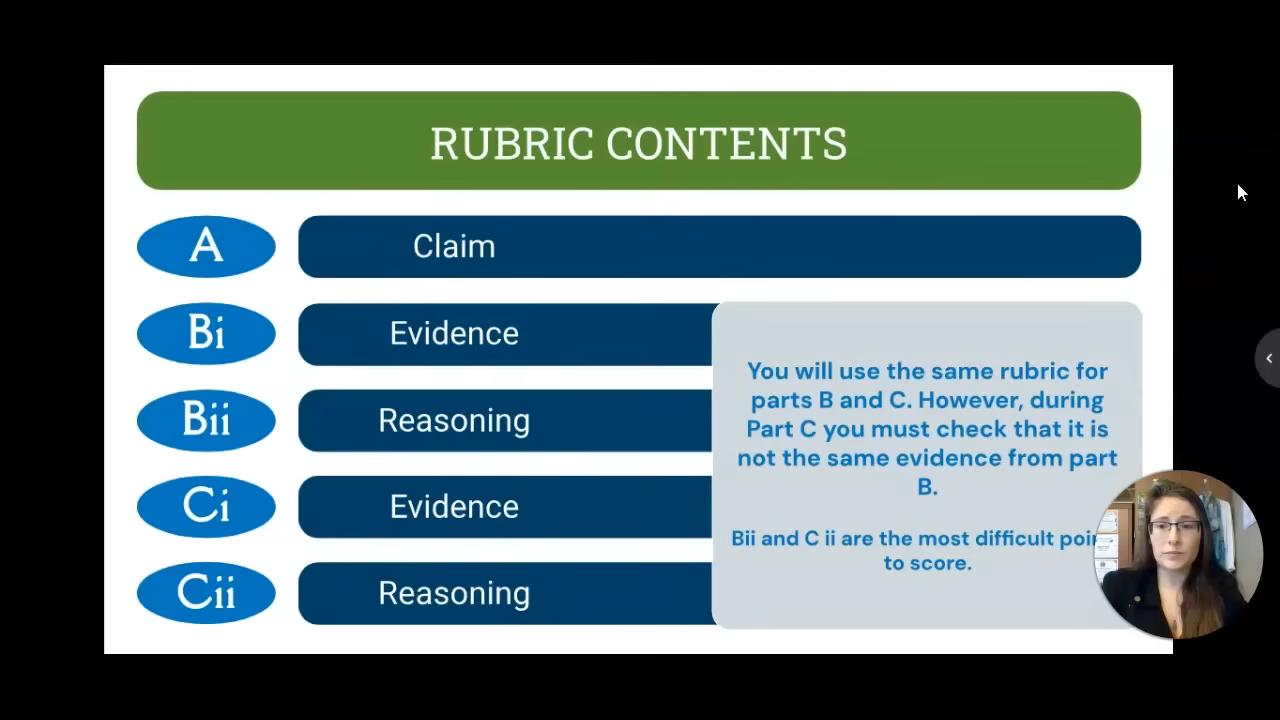 RUBRIC CONTENTS
A
Claim
Bi
Evidence
Bii
Reasoning
Ci
Evidence
Cii
Reasoning
You will use the same rubric for
parts B and C. However, during
Part C you must check that it is
not the same evidence from part
B.
Bii and C ii are the most difficult
to score.